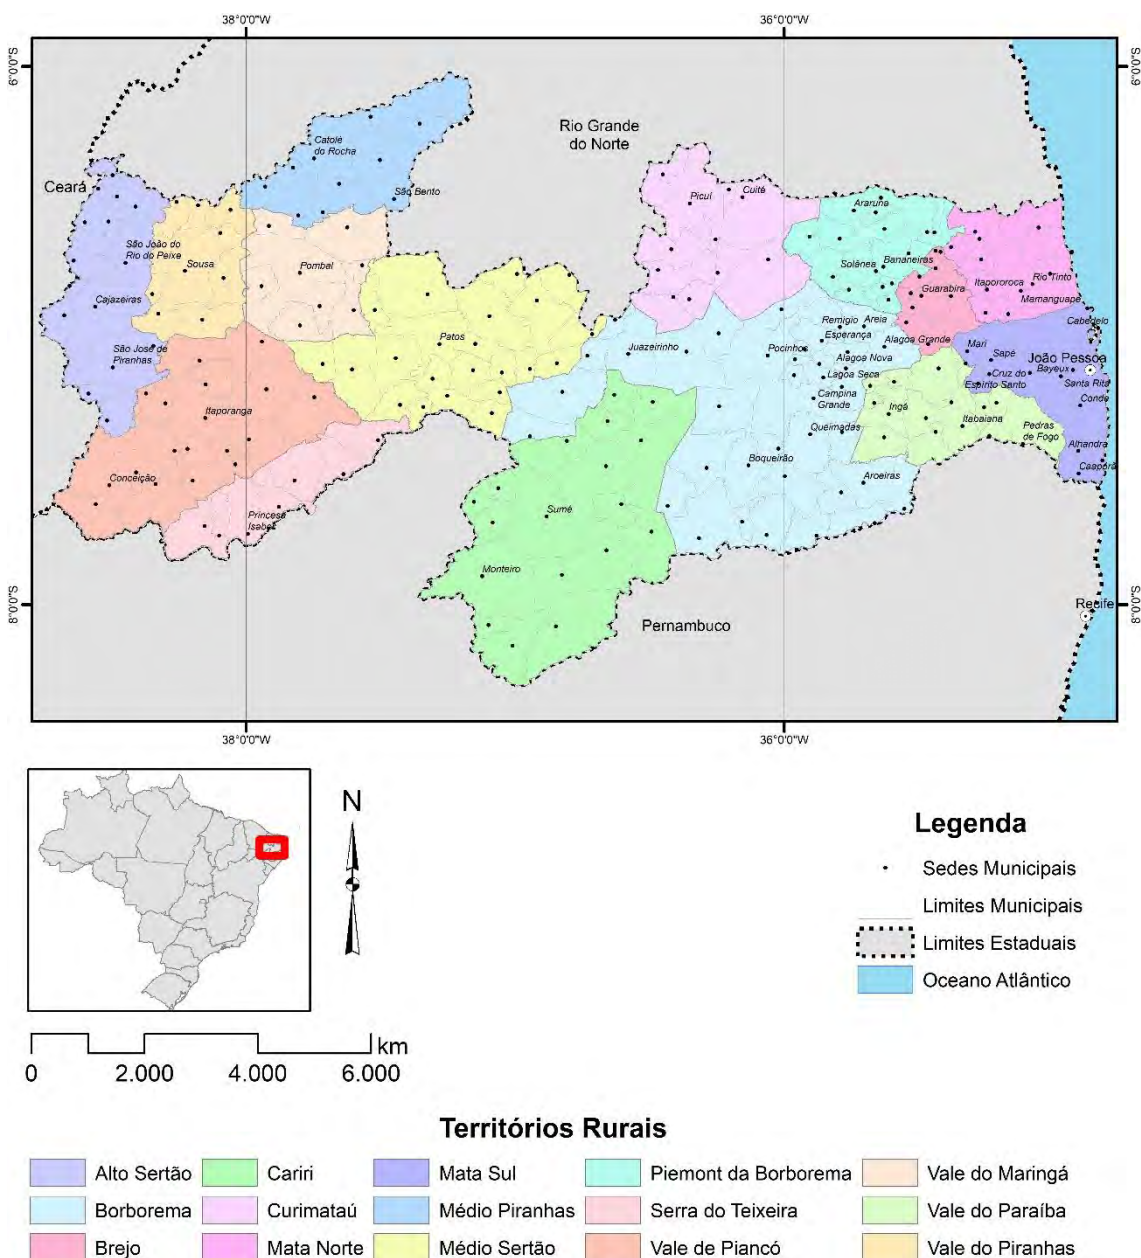 38°0'0"W
36°0'0"W
6°0'0"S
6°0'0"S
Rio Grande
do Norte
Catolé
do Rocha
Ceará
São Bento
Picuí
Cuité
Araruna
São João do
Rio do Peixe
Sousa
Pombal
Solânea
Bananeiras
Guarabira
Itapororoca
Rio Tinto
Mamanguape
Cajazeiras
Cabedelo
Remígio
Areia
Esperança
Patos
Juazeirinho
Pocinhos
Alagoa Grande
Alagoa Nova
Mari
Sapé
João Pessoa
São José de
Piranhas
Lagoa Seca
Cruz do
Espírito Santo
Bayeux
Santa Rita
Campina
Grande
Conde
Itaporanga
Ingá
Itabaiana
Queimadas
Pedras
de Fogo
Alhandra
Caaporã
Conceição
Boqueirão
Aroeiras
Princesa
Isabel
Sumé
Monteiro
8°0'0"S
8°0'0"S
Recife
Pernambuco
38°0'0"W
36°0'0"W
N
Legenda
Sedes Municipais
Limites Municipais
Limites Estaduais
Oceano Atlântico
km
0 2.000 4.000 6.000
Territórios Rurais
Alto Sertão Cariri Mata Sul Piemont da Borborema Vale do Maringá
Borborema Curimataú Médio Piranhas Serra do Teixeira Vale do Paraíba
Brejo Mata Norte Médio Sertão Vale de Piancó Vale do Piranhas